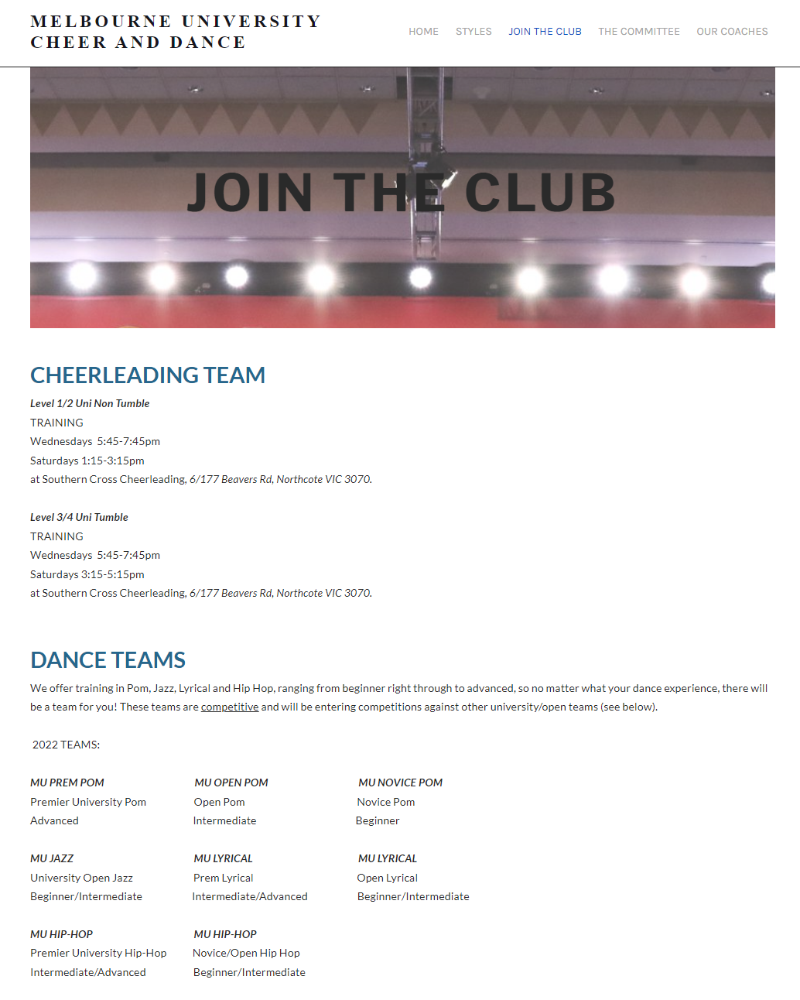 MELBOURNE UNIVERSITY
CHEER AND DANCE
HOME STYLES JOIN THE CLUB THE COMMITTEE OUR COACHES
JOIN THE CLUB
CHEERLEADING TEAM
Level 1/2 Uni Non Tumble
TRAINING
Wednesdays 5:45-7:45pm
Saturdays 1:15-3:15pm
at Southern Cross Cheerleading, 6/177 Beavers Rd, Northcote VIC 3070.
Level 3/4 Uni Tumble
TRAINING
Wednesdays 5:45-7:45pm
Saturdays 3:15-5:15pm
at Southern Cross Cheerleading, 6/177 Beavers Rd, Northcote VIC 3070.
DANCE TEAMS
We offer training in Pom, Jazz, Lyrical and Hip Hop, ranging from beginner right through to advanced, so no matter what your dance experience, there will
be a team for you! These teams are competitive and will be entering competitions against other university/open teams (see below).
2022 TEAMS:
MU PREM POM MU OPEN POM MU NOVICE POM
Premier University Pom Open Pom Novice Pom
Advanced Intermediate Beginner
MU JAZZ MU LYRICAL MU LYRICAL
University Open Jazz Prem Lyrical Open Lyrical
Beginner/Intermediate Intermediate/Advanced Beginner/Intermediate
MU HIP-HOP MU HIP-HOP
Premier University Hip-Hop Novice/Open Hip Hop
Intermediate/Advanced Beginner/Intermediate